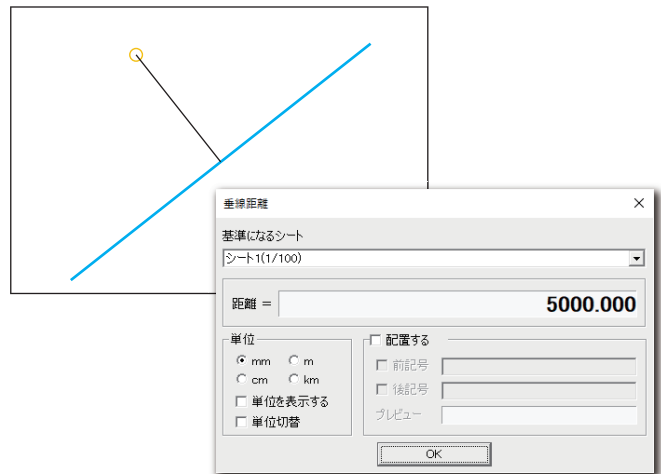 垂線距離
基準になるシート
シート1(1/100)
距離 = 5000.000
単位
mm m
cm km
単位を表示する
単位切替
配置する
前記号
後記号
プレビュー
OK